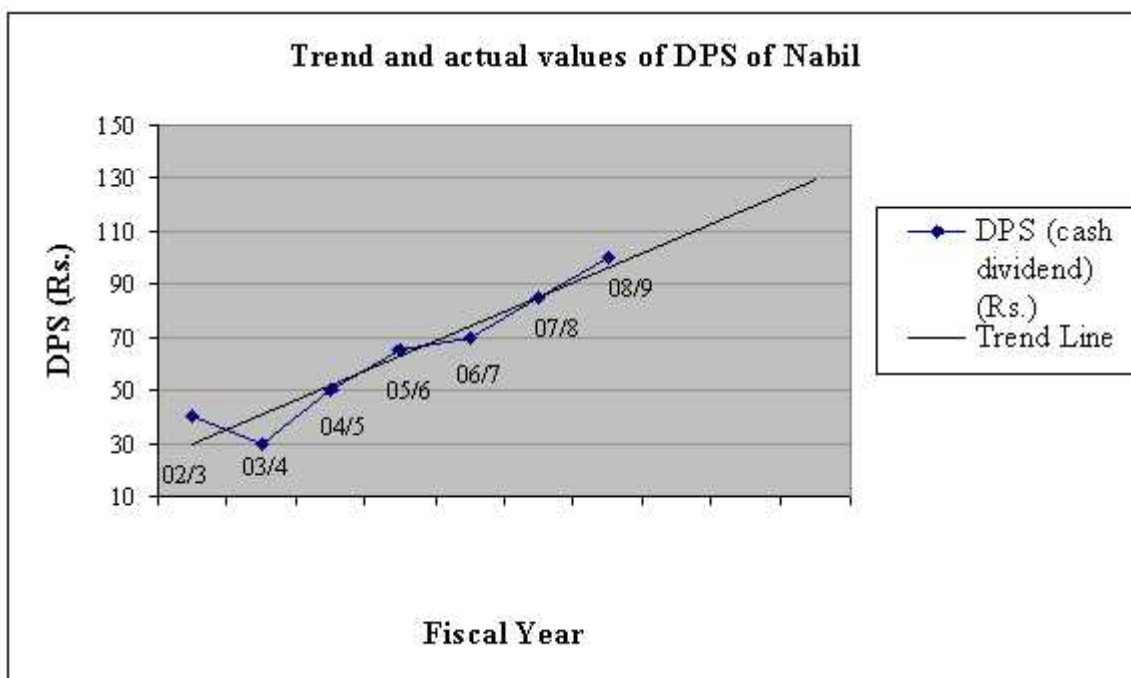 Trend and actual values of DPS of Nabil
150
130
110
90
70
50
30
10
DPS (Rs.)
02/3
03/4
04/5
05/6
06/7
07/8
08/9
Fiscal Year
DPS (cash
dividend)
(Rs.)
Trend Line